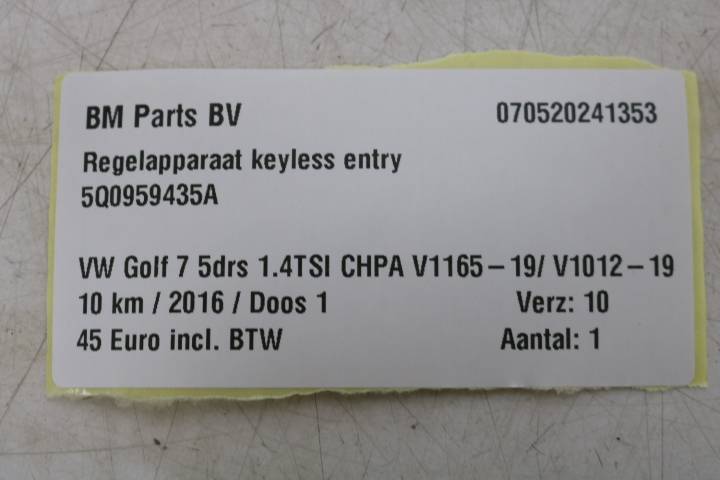 BM Parts BV 070520241353
Regelapparaat keyless entry
5Q0959435A
VW Golf 7 5drs 1.4TSI CHPA V1165-19/ V1012-19
10 km / 2016 / Doos 1 Verz: 10
45 Euro incl. BTW Aantal: 1